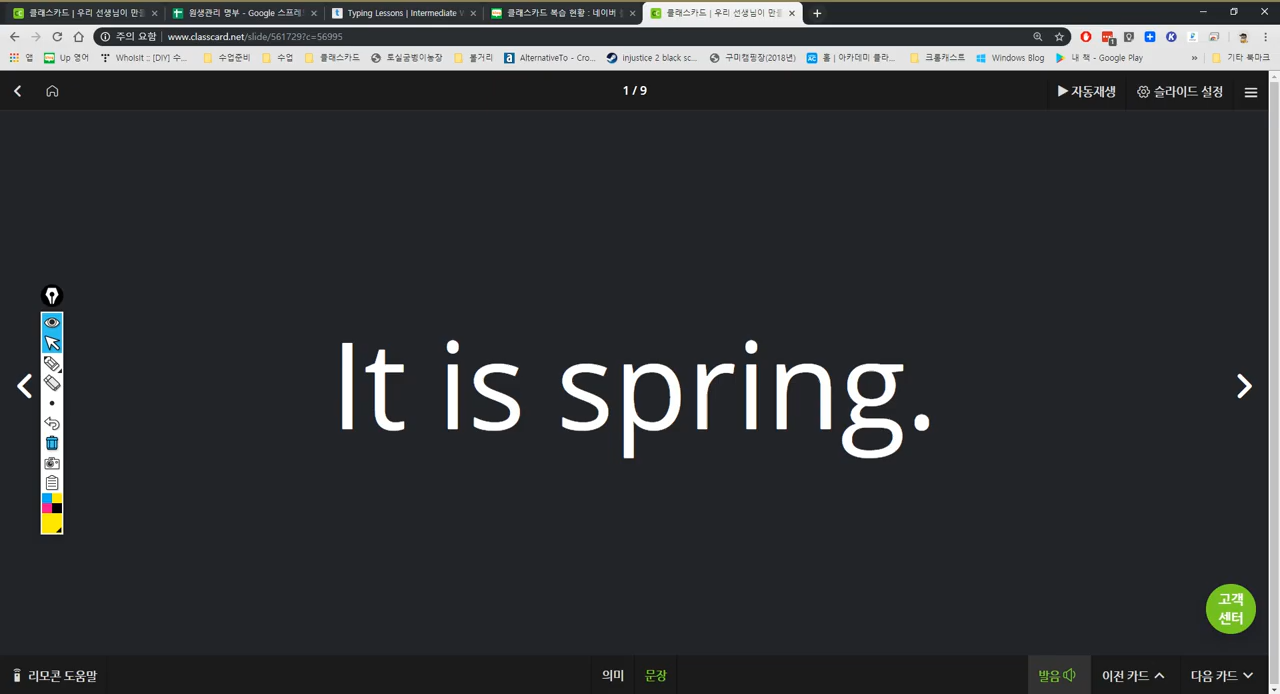 클래스카드 | 우리 선생님이 만든
원생관리 명부 - Google 스프레
Typing Lessons | Intermediate
클래스카드 복습 현황 : 네이버
클래스카드 | 우리 선생님이 만든
주의 요함 | www.classcard.net/slide/561729?c=56995
앱 Up 영어 WhoIsIt :: [DIY] 수... 수업준비 수업 클래스카드 토실굼벵이농장 볼거리 AlternativeTo - Cro... injustice 2 black sc... 구미캠핑장(2018년) 홈 | 아카데미 클라... 크롬캐스트 Windows Blog 내 책 - Google Play » 기타 북마크
1 / 9
자동재생 슬라이드 설정
It is spring.
고객
센터
리모콘 도움말 의미 문장 발음 이전 카드 다음 카드